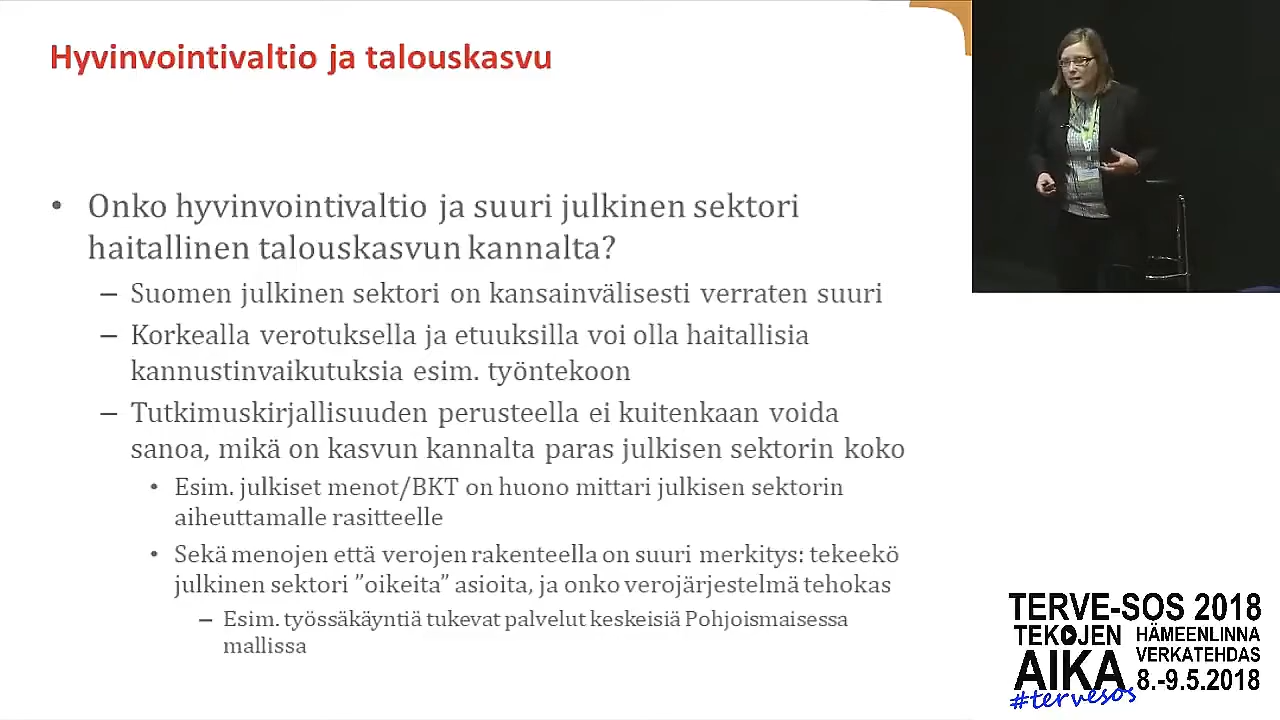 Hyvinvointivaltio ja talouskasvu
• Onko hyvinvointivaltio ja suuri julkinen sektori
haitallinen talouskasvun kannalta?
– Suomen julkinen sektori on kansainvälisesti verraten suuri
– Korkealla verotuksella ja etuuksilla voi olla haitallisia
kannustinvaikutuksia esim. työntekoon
– Tutkimuskirjallisuuden perusteella ei kuitenkaan voida
sanoa, mikä on kasvun kannalta paras julkisen sektorin koko
• Esim. julkiset menot/BKT on huono mittari julkisen sektorin
aiheuttamalle rasitteelle
• Sekä menojen että verojen rakenteella on suuri merkitys: tekeekö
julkinen sektori ”oikeita” asioita, ja onko verojärjestelmä tehokas
– Esim. työssäkäyntiä tukevat palvelut keskeisiä Pohjoismaisessa
mallissa
TERVE-SOS 2018
TEKOJEN
AIKA
HÄMEENLINNA
VERKATEHDAS
8.-9.5.2018
#tervesos